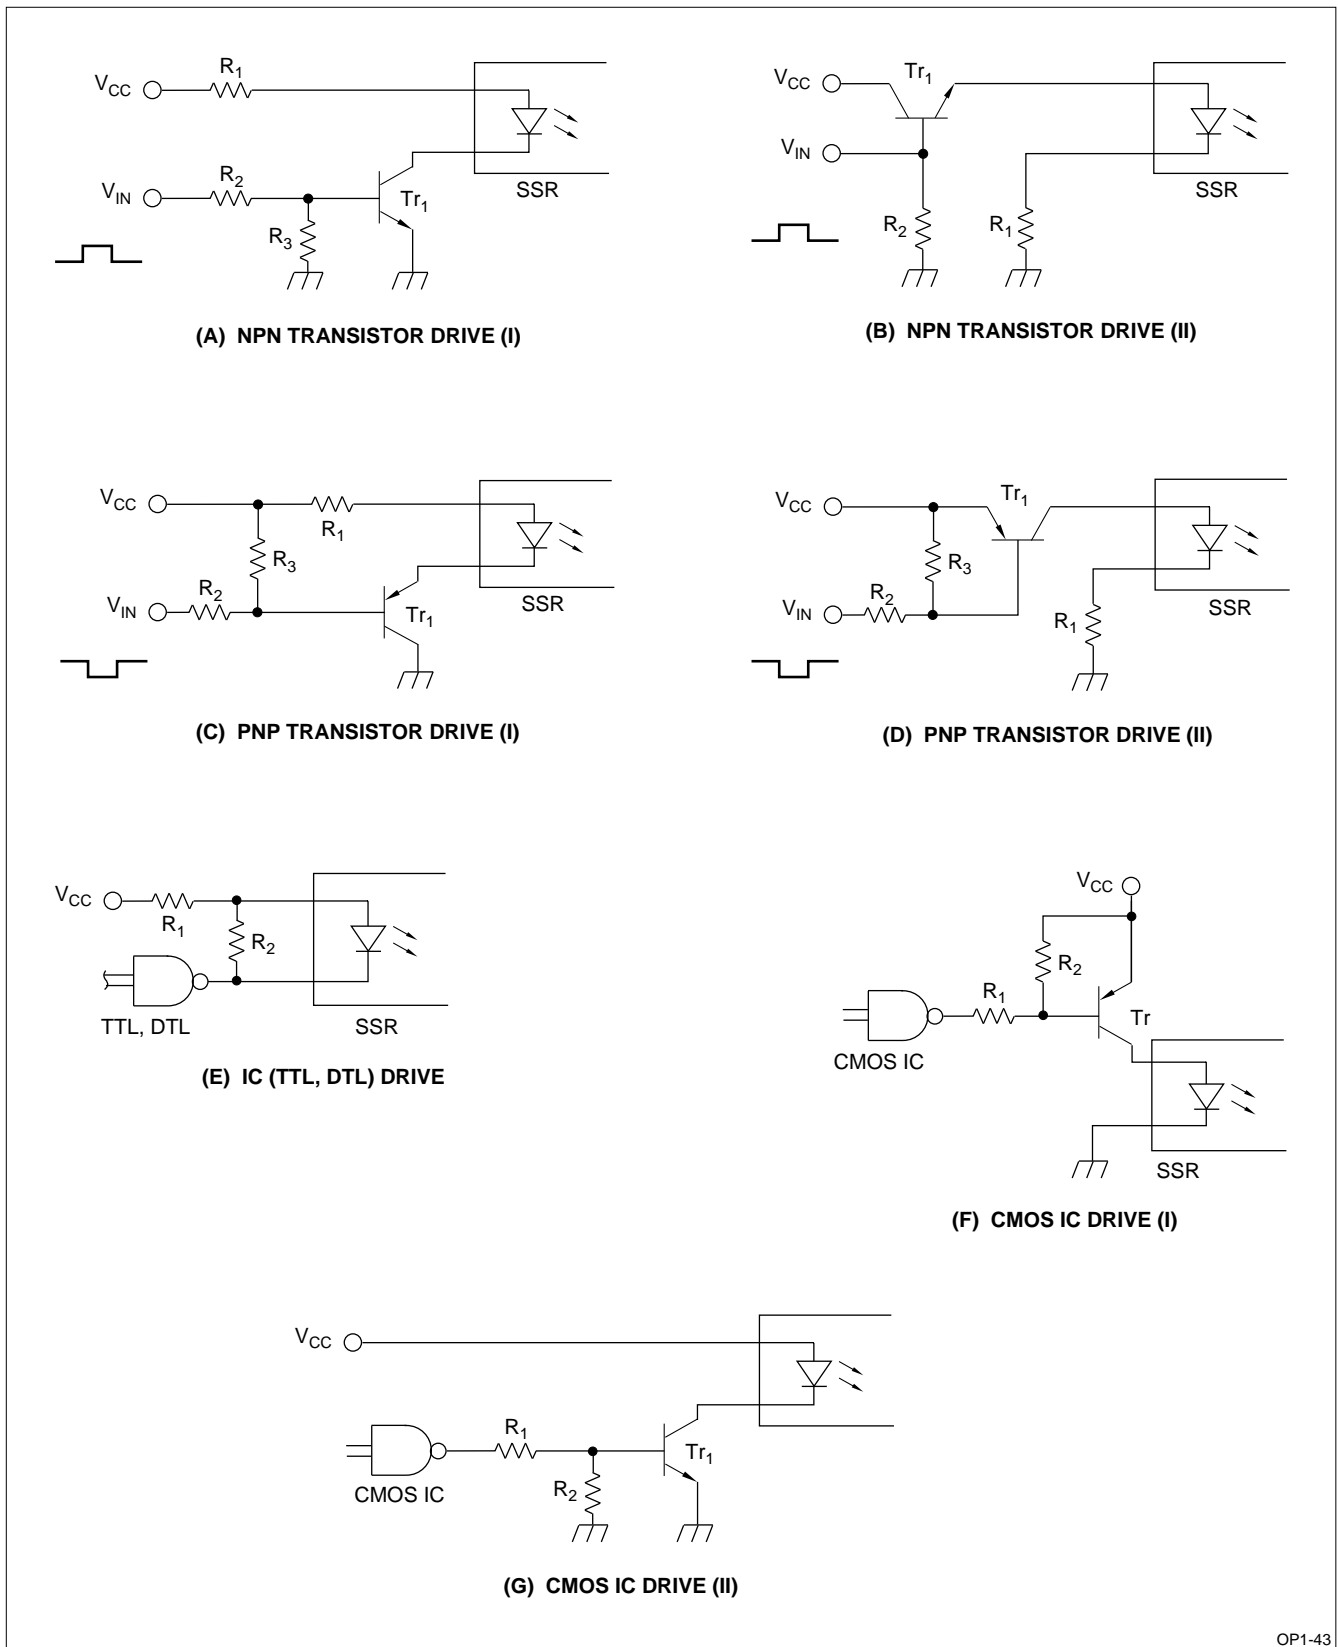 R1
VCC
SSR
VIN
R2
R3
Tr1
(A) NPN TRANSISTOR DRIVE (I)
Tr1
VCC
VIN
SSR
R2
R1
(B) NPN TRANSISTOR DRIVE (II)
VCC
R1
R3
R2
VIN
SSR
Tr1
(C) PNP TRANSISTOR DRIVE (I)
Tr1
VCC
R3
R2
VIN
SSR
R1
(D) PNP TRANSISTOR DRIVE (II)
VCC
R1
R2
TTL, DTL
SSR
(E) IC (TTL, DTL) DRIVE
VCC
R2
R1
Tr
CMOS IC
SSR
(F) CMOS IC DRIVE (I)
VCC
SSR
R1
Tr1
R2
CMOS IC
(G) CMOS IC DRIVE (II)
OP1-43